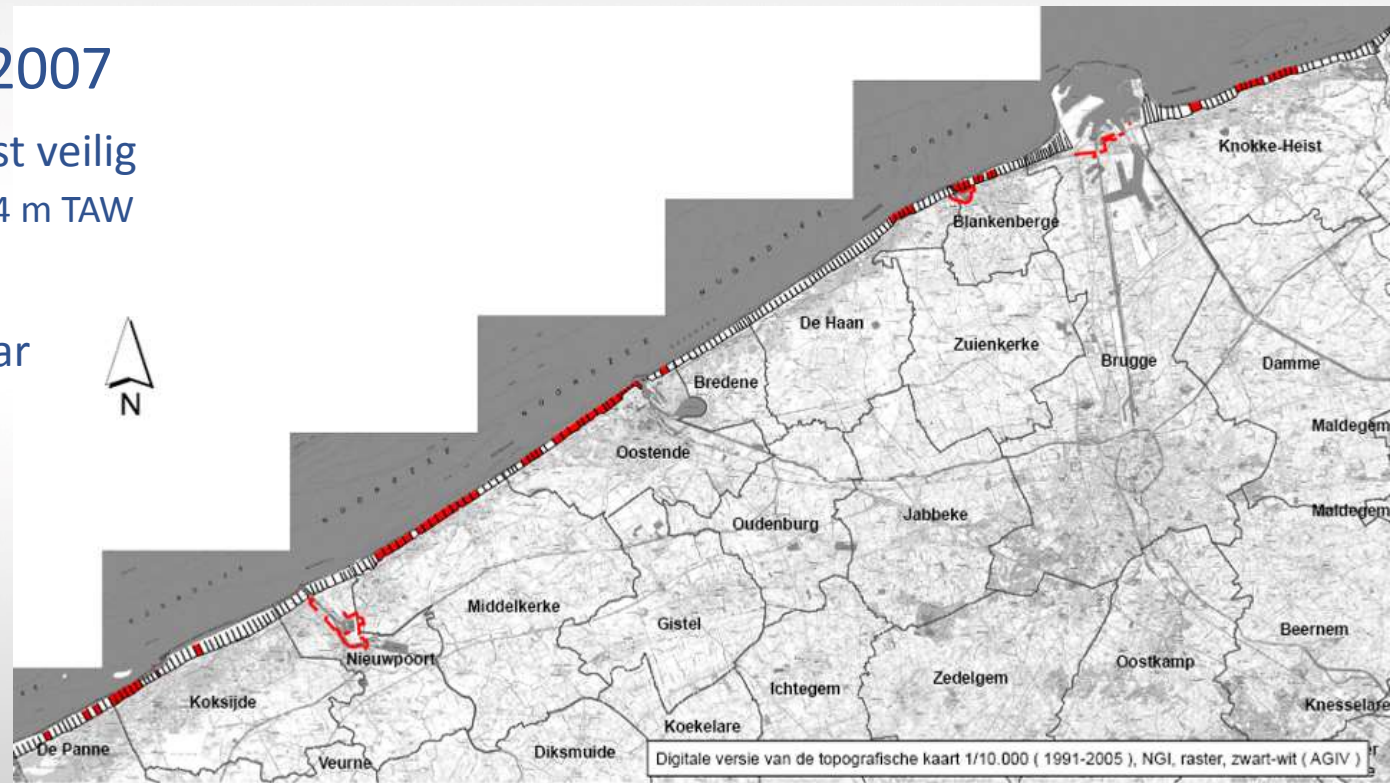 2007
st veilig
4 m TAW
ar
N
Knokke-Heist
Blankenberge
De Haan
Zuienkerke
Brugge
Damme
Bredene
Maldegem
Oostende
Maldegem
Oudenburg
Jabbeke
Middelkerke
Gistel
Beernem
Nieuwpoort
Oostkamp
Zedelgem
Ichtegem
Koksijde
Knesselare
Koekelare
De Panne
Diksmuide
Veurne
Digitale versie van de topografische kaart 1/10.000 ( 1991-2005 ), NGI, raster, zwart-wit ( AGIV )